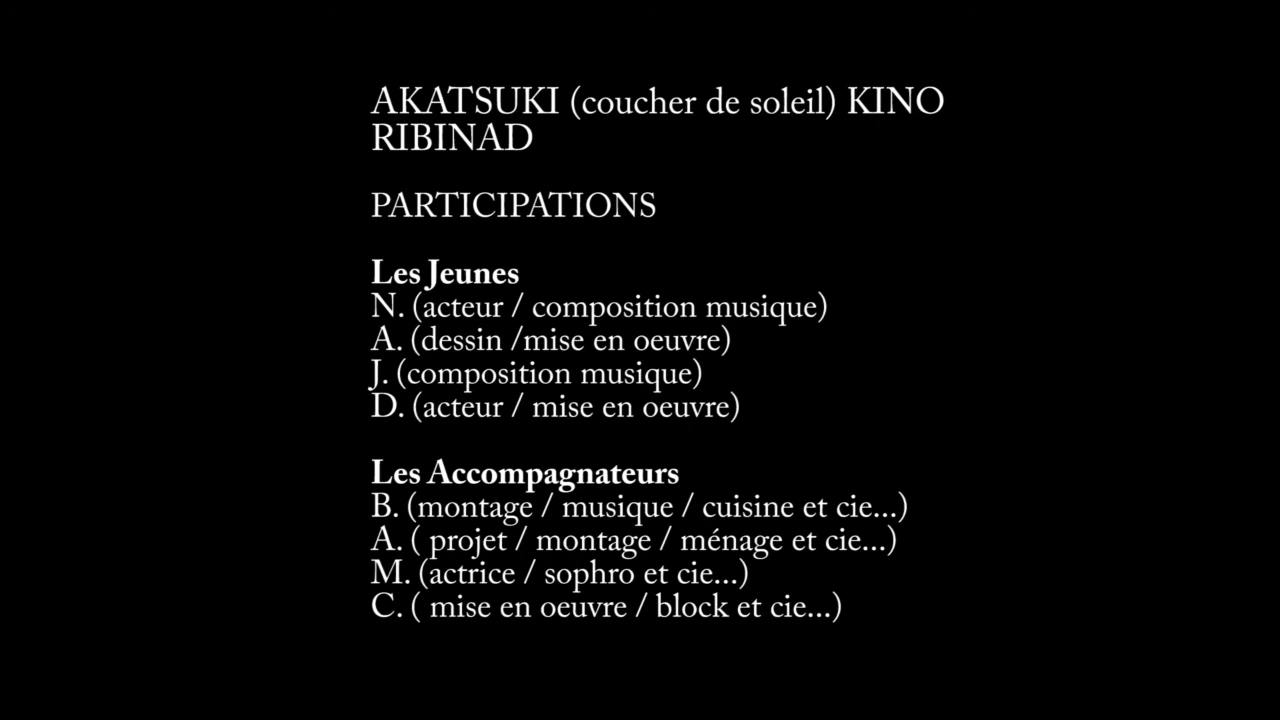 AKATSUKI (coucher de soleil) KINO
RIBINAD
PARTICIPATIONS
Les Jeunes
N. (acteur / composition musique)
A. (dessin /mise en oeuvre)
J. (composition musique)
D. (acteur / mise en oeuvre)
Les Accompagnateurs
B. (montage / musique / cuisine et cie...)
A. ( projet / montage / ménage et cie...)
M. (actrice / sophro et cie...)
C. ( mise en oeuvre / block et cie...)